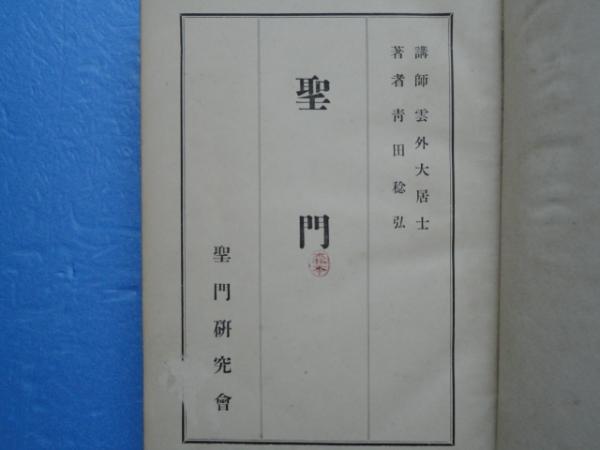 講師 雲外大居士
著者 青田稔弘
聖門
聖門研究會